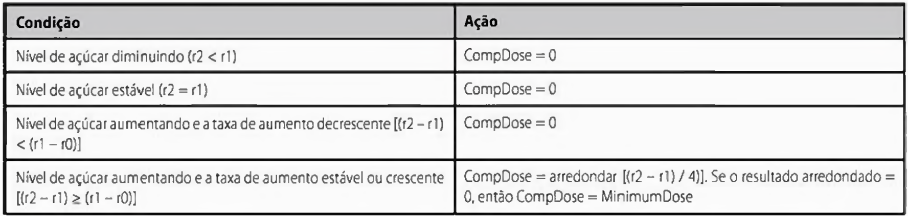 Condição Ação
Nível de açúcar diminuindo (r2 < r1) CompDose = 0
Nível de açúcar estável (r2 = r1) CompDose = 0
Nível de açúcar aumentando e a taxa de aumento decrescente [(r2 – r1) CompDose = 0
< (r1 – r0)]
Nível de açúcar aumentando e a taxa de aumento estável ou crescente CompDose = arredondar [(r2 – r1) / 4)]. Se o resultado arredondado =
[(r2 – r1) ≥ (r1 – r0)] 0, então CompDose = MinimumDose